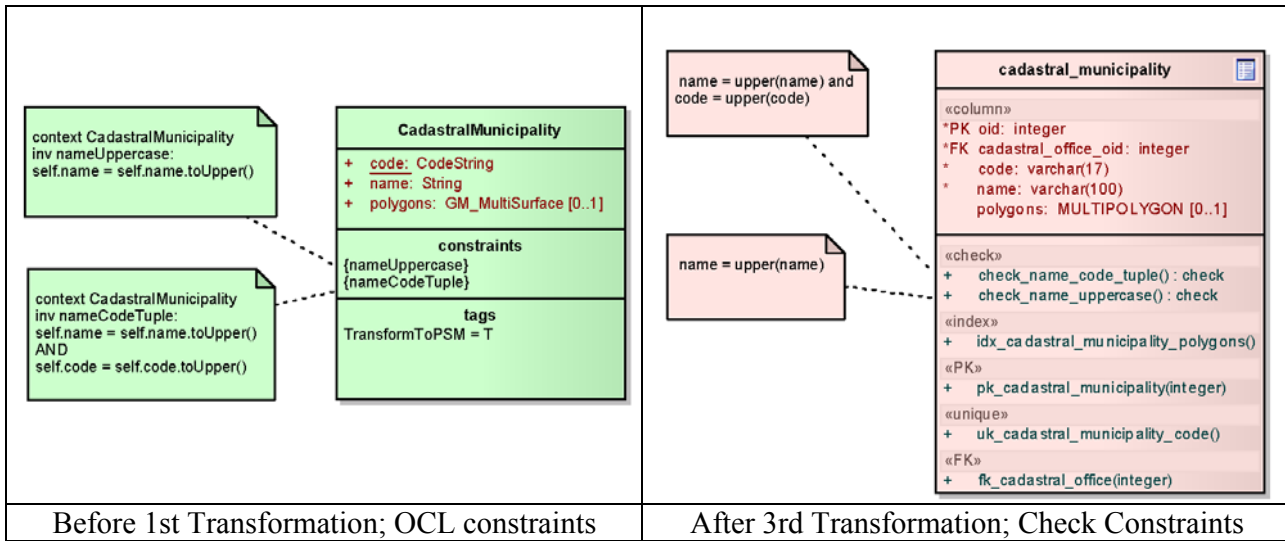 context CadastralMunicipality
inv nameUppercase:
self.name = self.name.toUpper()
context CadastralMunicipality
inv nameCodeTuple:
self.name = self.name.toUpper()
AND
self.code = self.code.toUpper()
CadastralMunicipality
+ code: CodeString
+ name: String
+ polygons: GM_MultiSurface [0..1]
constraints
{nameUppercase}
{nameCodeTuple}
tags
TransformToPSM = T
Before 1st Transformation; OCL constraints
name = upper(name) and
code = upper(code)
name = upper(name)
cadastral_municipality
«column»
*PK oid: integer
*FK cadastral_office_oid: integer
* code: varchar(17)
* name: varchar(100)
polygons: MULTIPOLYGON [0..1]
«check»
+ check_name_code_tuple() : check
+ check_name_uppercase() : check
«index»
+ idx_cadastral_municipality_polygons()
«PK»
+ pk_cadastral_municipality(integer)
«unique»
+ uk_cadastral_municipality_code()
«FK»
+ fk_cadastral_office(integer)
After 3rd Transformation; Check Constraints